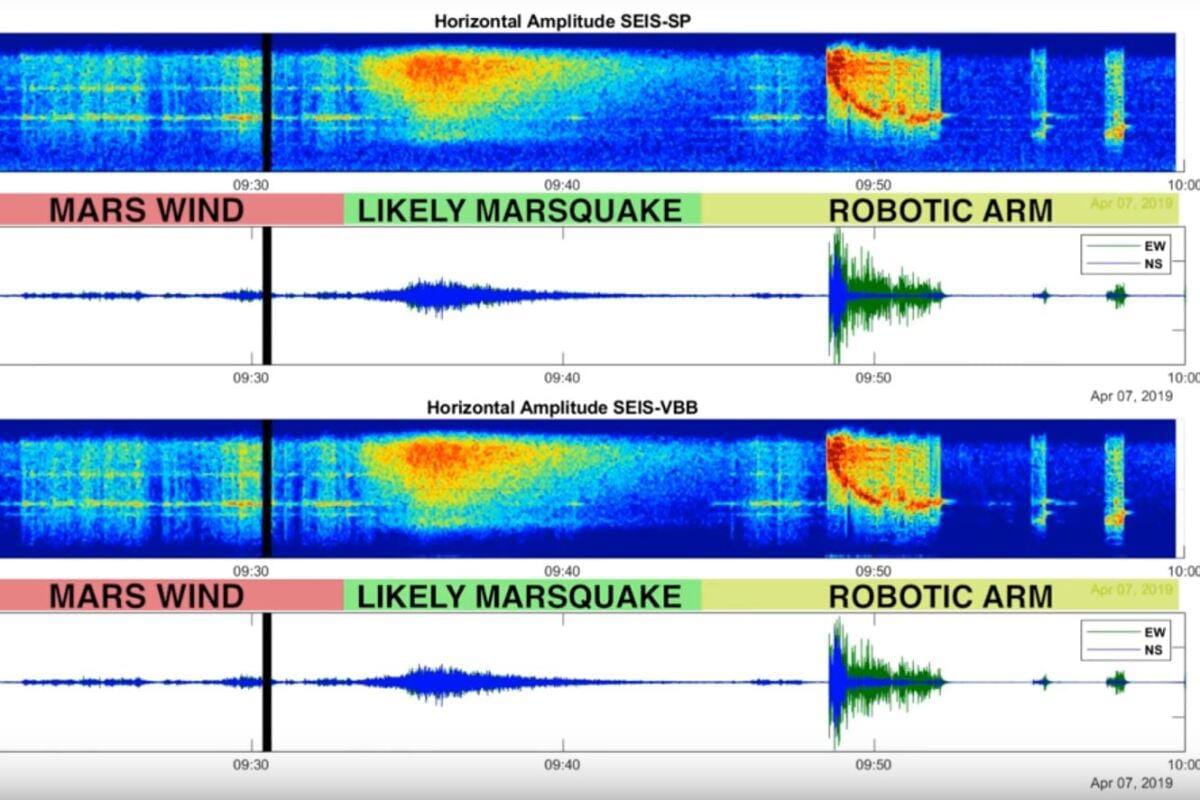 Horizontal Amplitude SEIS-SP
09:30 09:40 09:50 10:00
MARS WIND LIKELY MARSQUAKE ROBOTIC ARM Apr 07, 2019
EW
NS
09:30 09:40 09:50 10:00
Apr 07, 2019
Horizontal Amplitude SEIS-VBB
09:30 09:40 09:50 10:00
MARS WIND LIKELY MARSQUAKE ROBOTIC ARM Apr 07, 2019
EW
NS
09:30 09:40 09:50 10:00
Apr 07, 2019